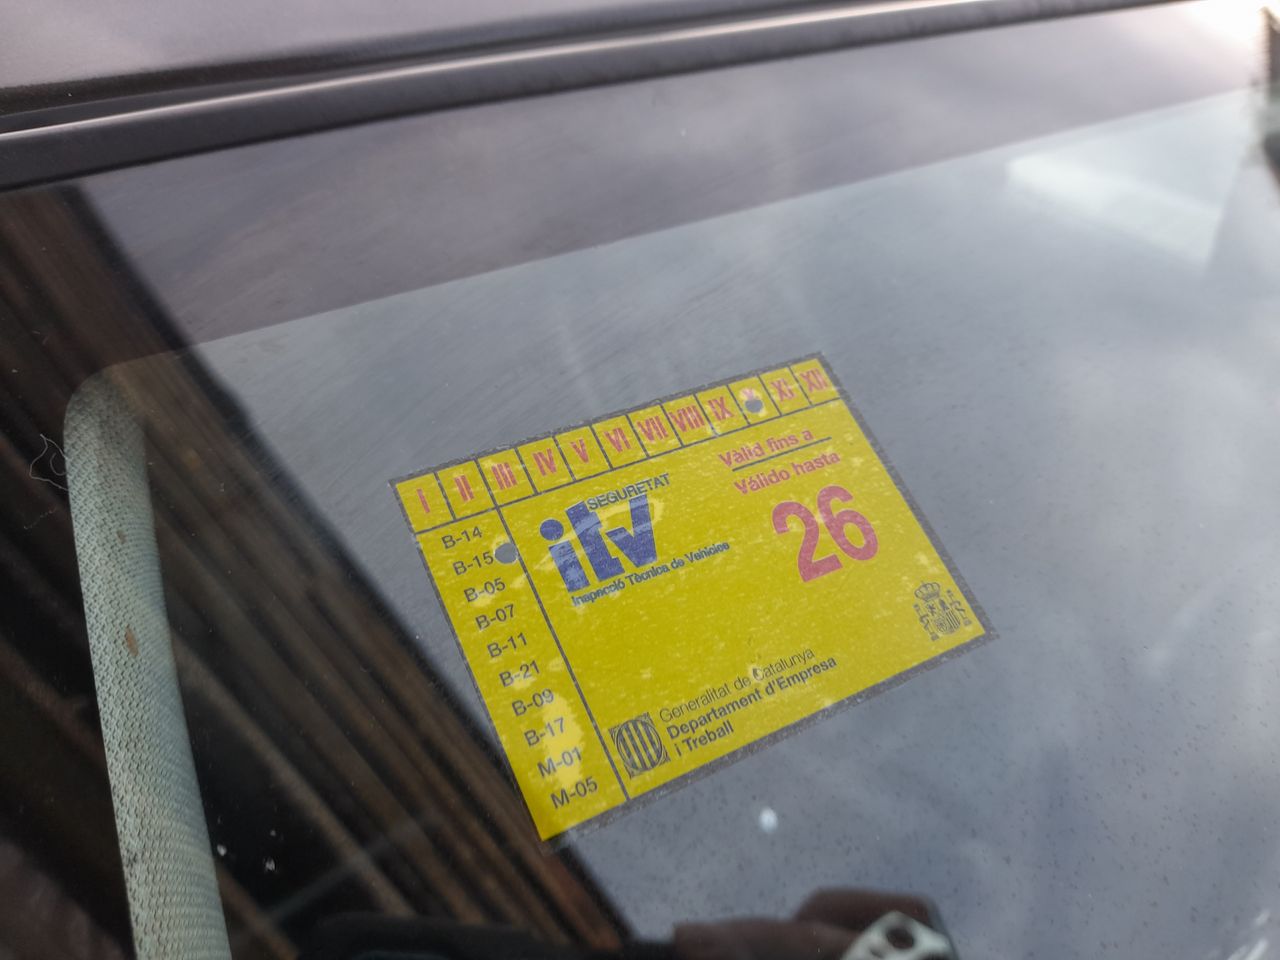 I II III IV V VI VII VIII IX X XI XII
B-14
B-15
B-05
B-07
B-11
B-21
B-09
B-17
M-01
M-05
SEGURETAT
itv
Inspecció Tècnica de Vehicles
Vàlid fins a
Válido hasta
26
Generalitat de Catalunya
Departament d'Empresa
i Treball